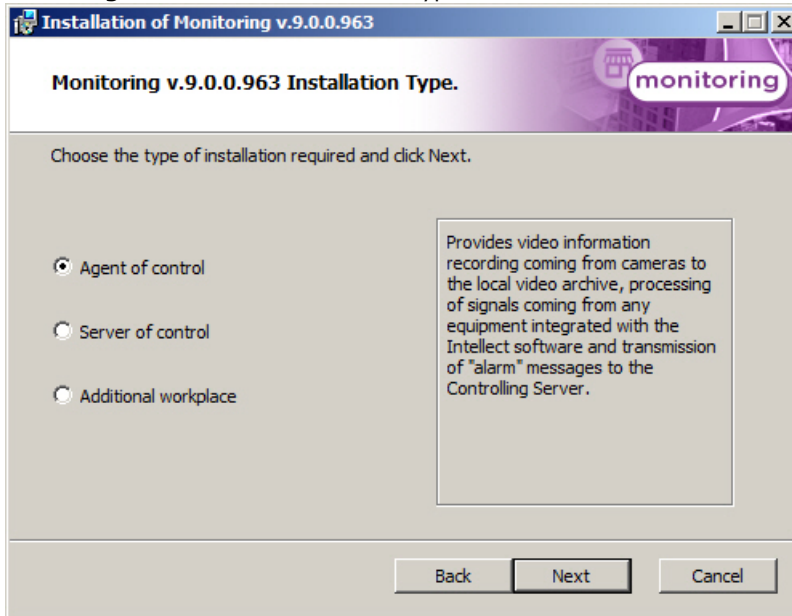 Installation of Monitoring v.9.0.0.963
Monitoring v.9.0.0.963 Installation Type.
monitoring
Choose the type of installation required and click Next.
Agent of control
Server of control
Additional workplace
Provides video information
recording coming from cameras to
the local video archive, processing
of signals coming from any
equipment integrated with the
Intellect software and transmission
of "alarm" messages to the
Controlling Server.
Back
Next
Cancel